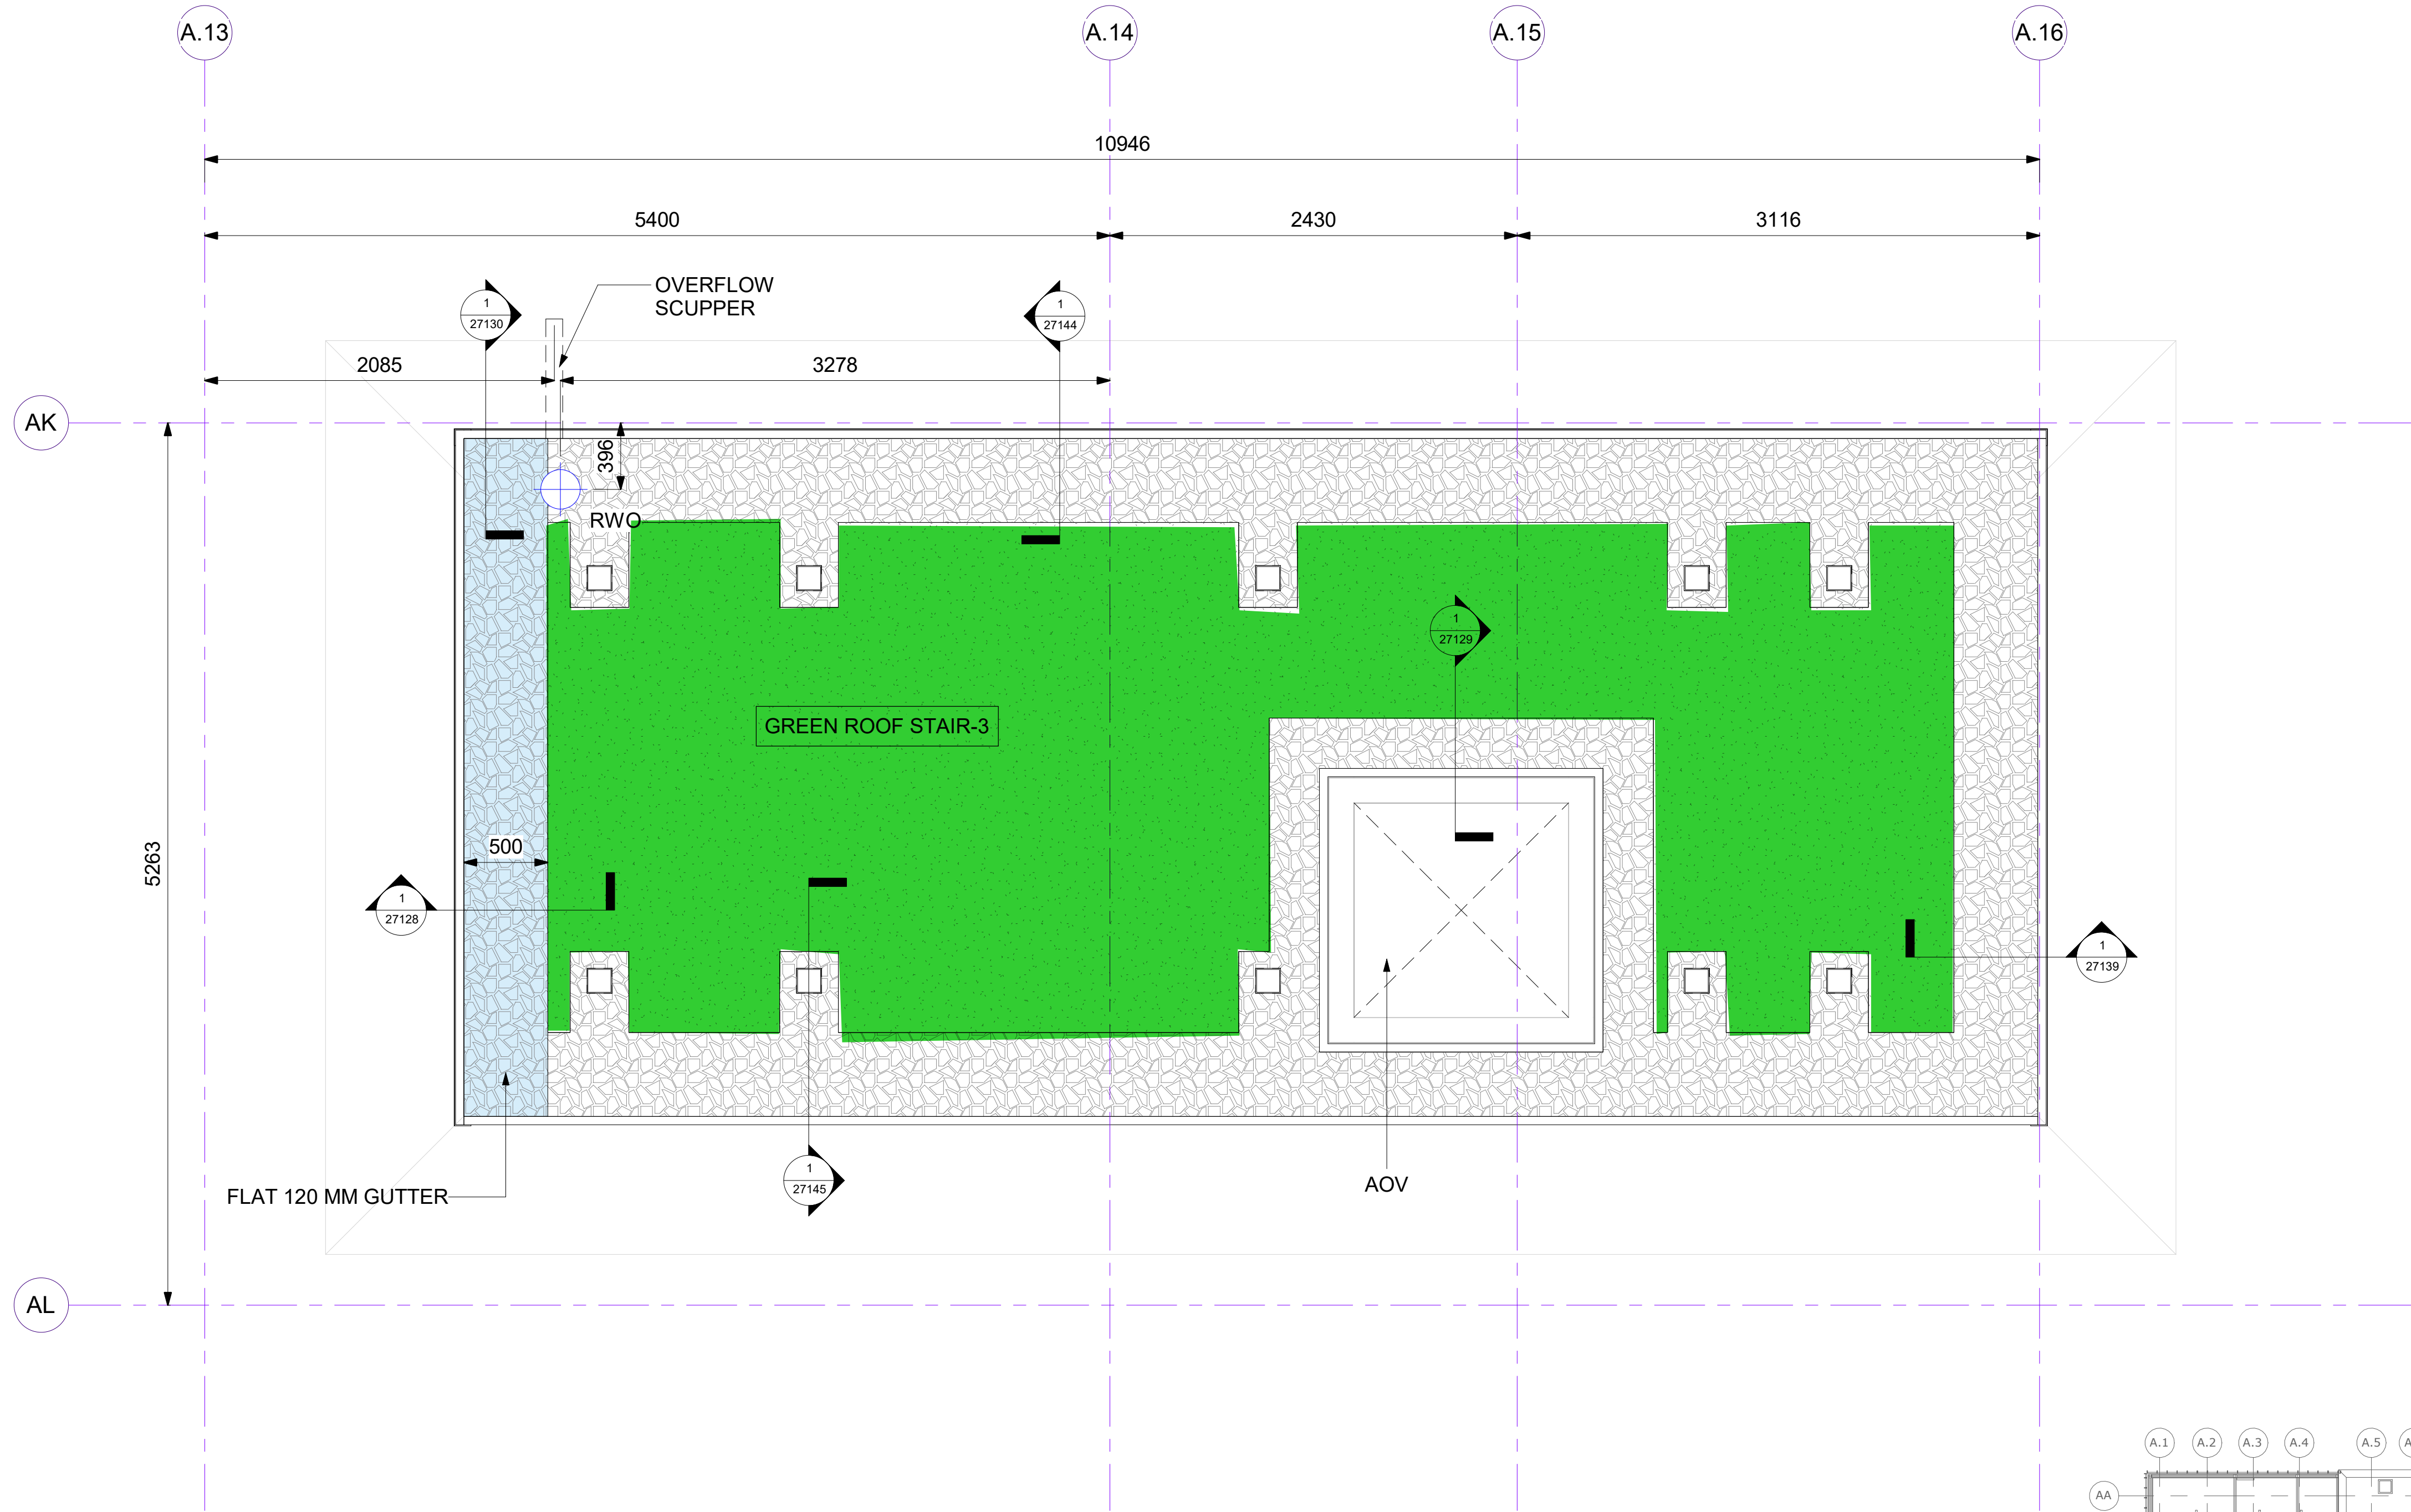 A.13
A.14
A.15
A.16
10946
5400
2430
3116
OVERFLOW
SCUPPER
1
27130
1
27144
2085
3278
AK
396
RWO
1
27129
GREEN ROOF STAIR-3
5263
500
1
27128
1
27139
1
27145
AOV
FLAT 120 MM GUTTER
AL
A.1
A.2
A.3
A.4
A.5
AA